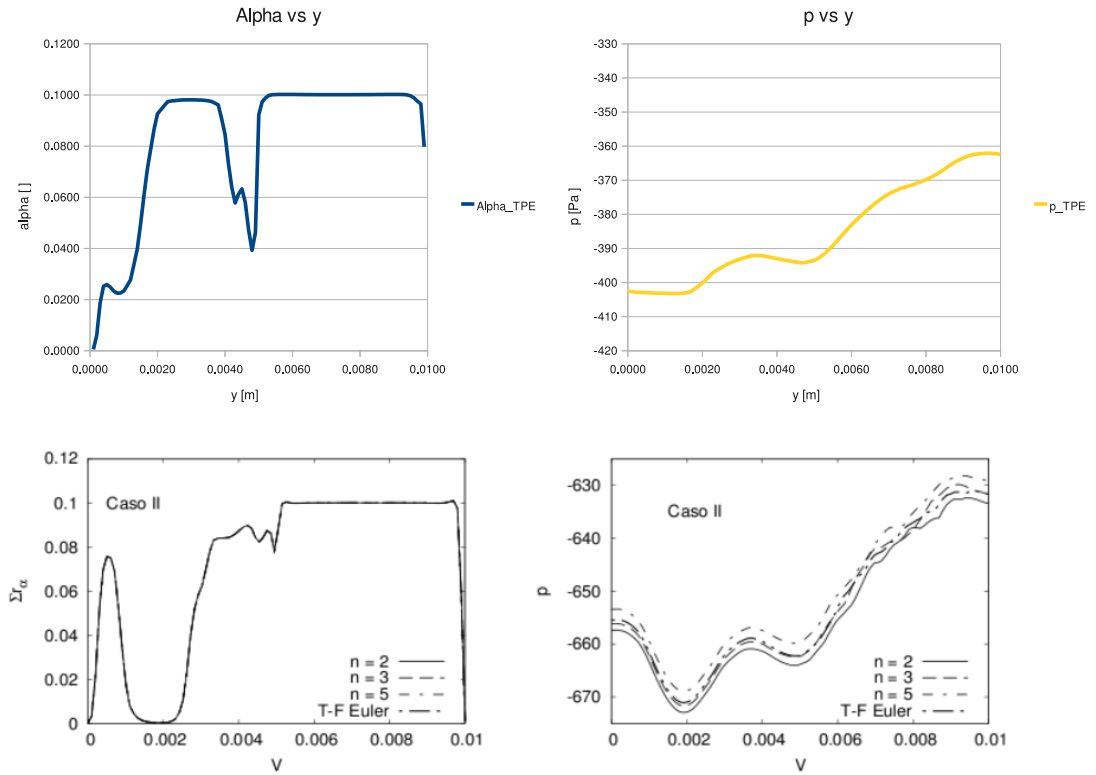 Alpha vs y
0.1200
0.1000
0.0800
0.0600
0.0400
0.0200
0.0000
alpha [ ]
0.0000 0.0020 0.0040 0.0060 0.0080 0.0100
y [m]
Alpha_TPE
p vs y
-330
-340
-350
-360
-370
-380
-390
-400
-410
-420
p [Pa]
0.0000 0.0020 0.0040 0.0060 0.0080 0.0100
y [m]
p_TPE
0.12
0.1
0.08
0.06
0.04
0.02
0
Σrα
Caso II
n = 2
n = 3
n = 5
T-F Euler
0 0.002 0.004 0.006 0.008 0.01
V
-630
-640
-650
-660
-670
p
Caso II
n = 2
n = 3
n = 5
T-F Euler
0 0.002 0.004 0.006 0.008 0.01
V